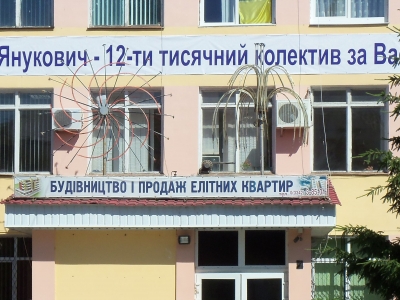 Янукович - 12-ти тисячний колектив за Ва
БУДІВНИЦТВО І ПРОДАЖ ЕЛІТНИХ КВАРТИР